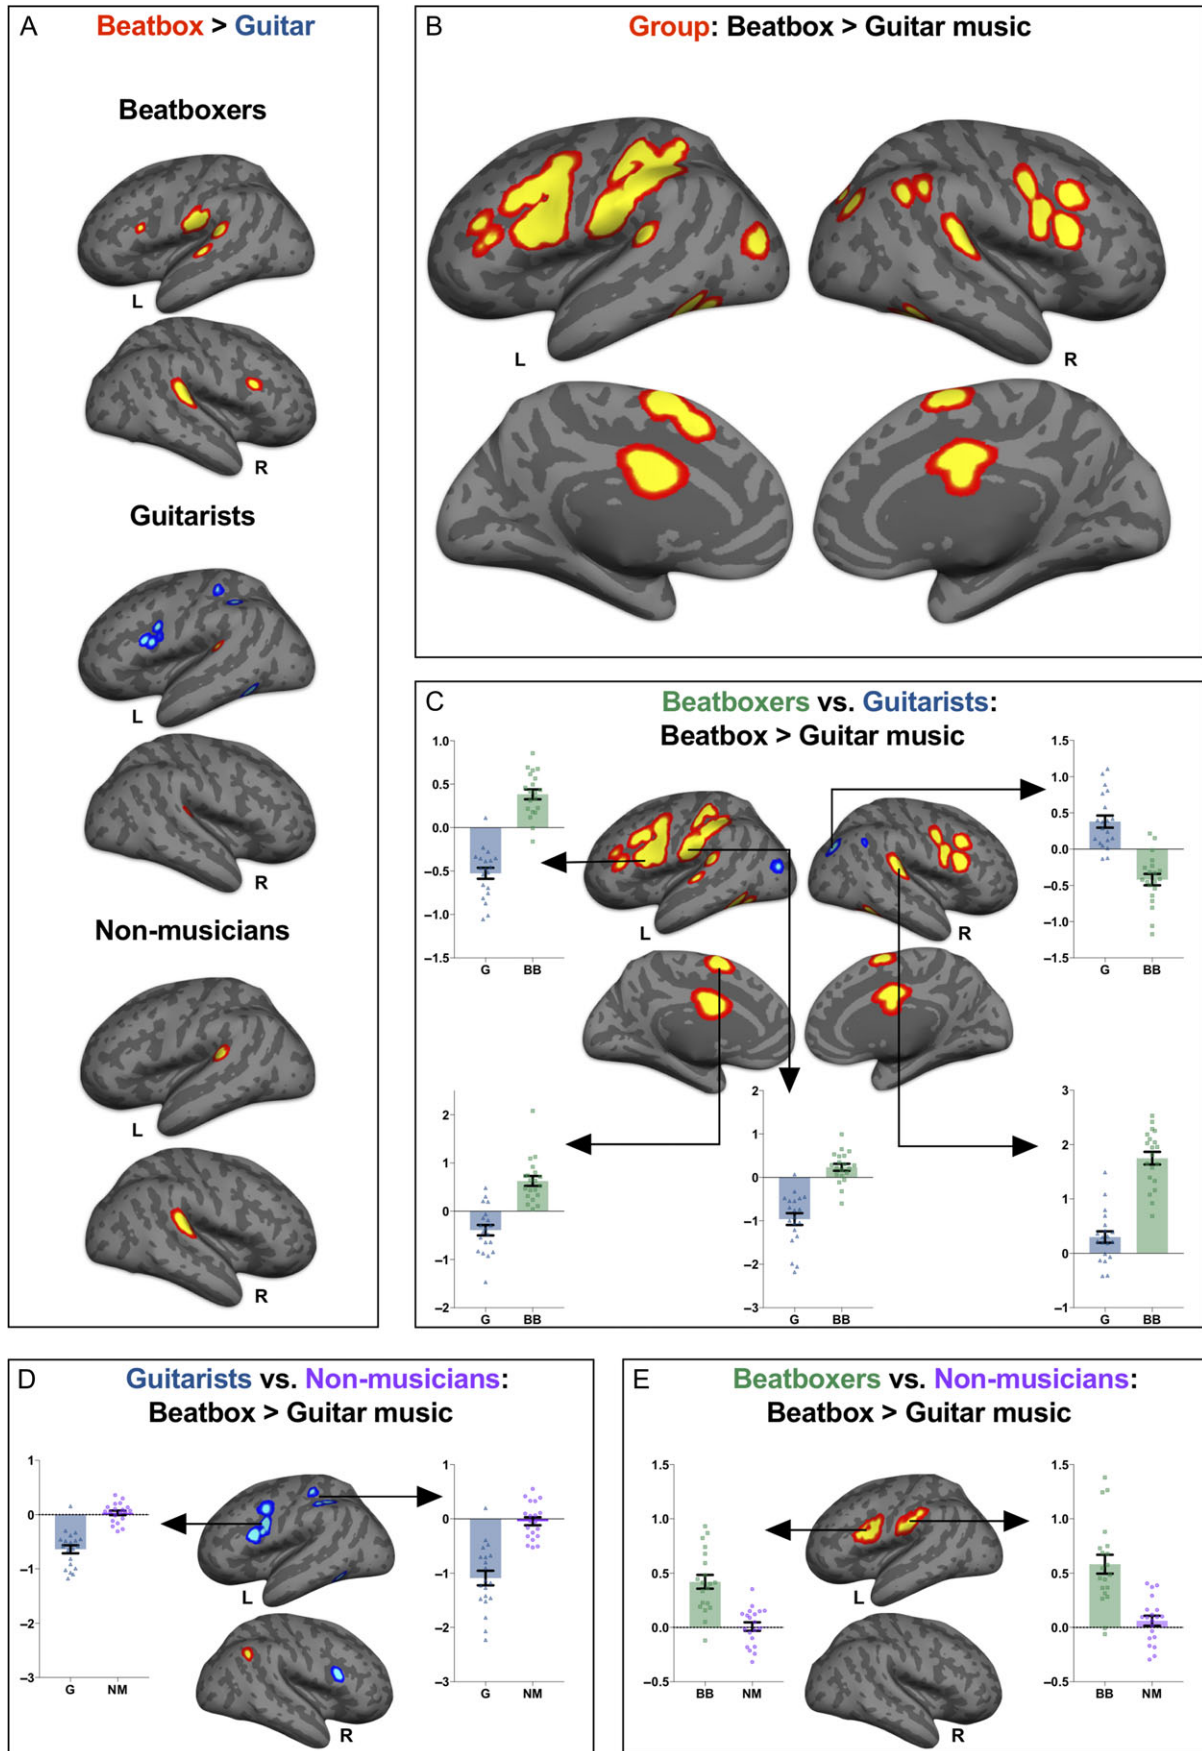 A
Beatbox > Guitar
Beatboxers
L
R
Guitarists
L
R
Non-musicians
L
R
B
Group: Beatbox > Guitar music
L
R
C
Beatboxers vs. Guitarists:
Beatbox > Guitar music
1.0
0.5
0.0
–0.5
–1.0
–1.5
G BB
L
R
1.5
1.0
0.5
0.0
–0.5
–1.0
–1.5
G BB
2
1
0
–1
–2
G BB
2
1
0
–1
–2
–3
G BB
3
2
1
0
–1
G BB
D
Guitarists vs. Non-musicians:
Beatbox > Guitar music
1
0
–1
–2
–3
G NM
L
R
1
0
–1
–2
–3
G NM
E
Beatboxers vs. Non-musicians:
Beatbox > Guitar music
1.5
1.0
0.5
0.0
–0.5
BB NM
L
R
1.5
1.0
0.5
0.0
–0.5
BB NM